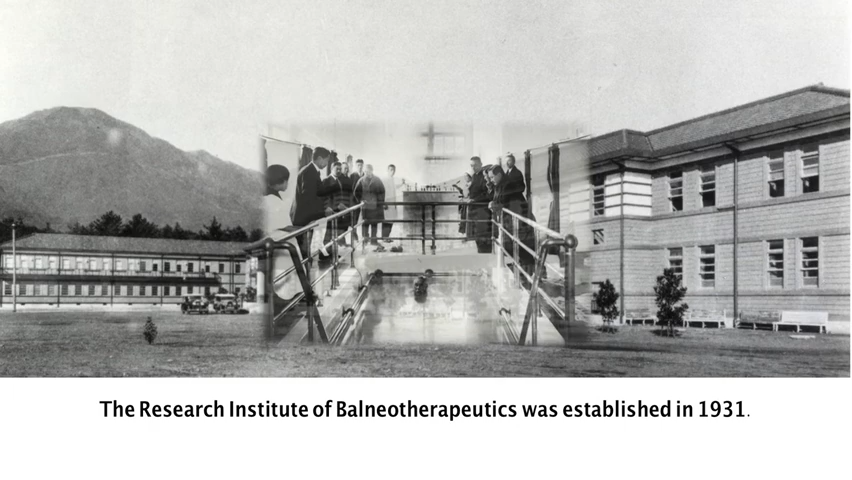 The Research Institute of Balneotherapeutics was established in 1931.